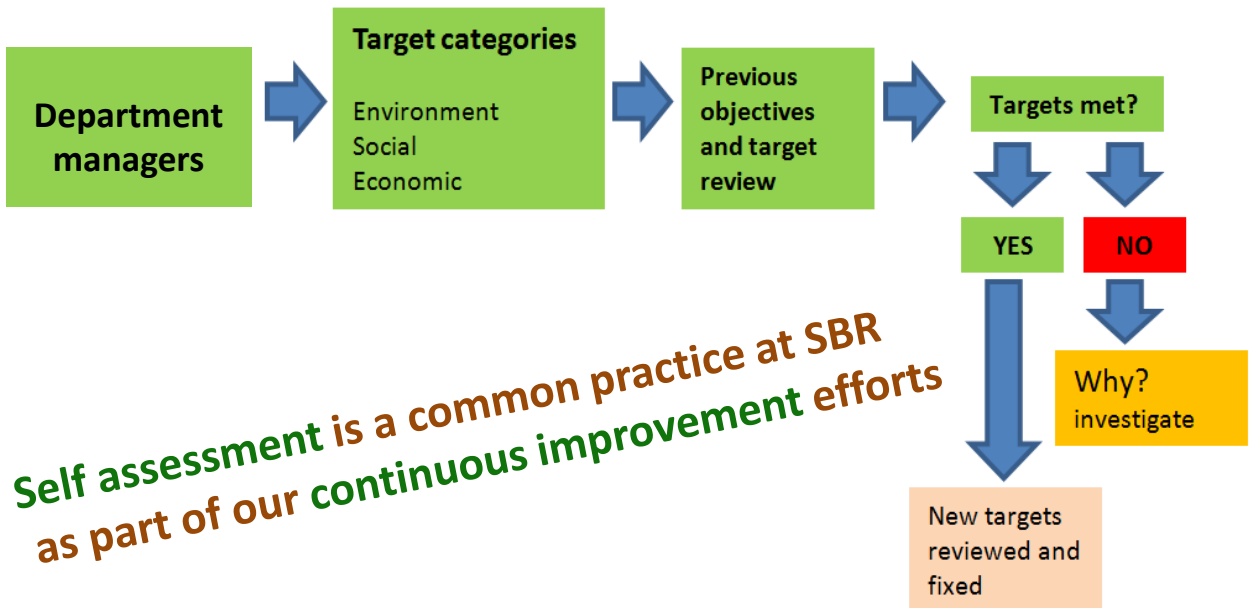 Department
managers
Target categories
Environment
Social
Economic
Previous
objectives
and target
review
Targets met?
YES
NO
Why?
investigate
New targets
reviewed and
fixed
Self assessment is a common practice at SBR
as part of our continuous improvement efforts